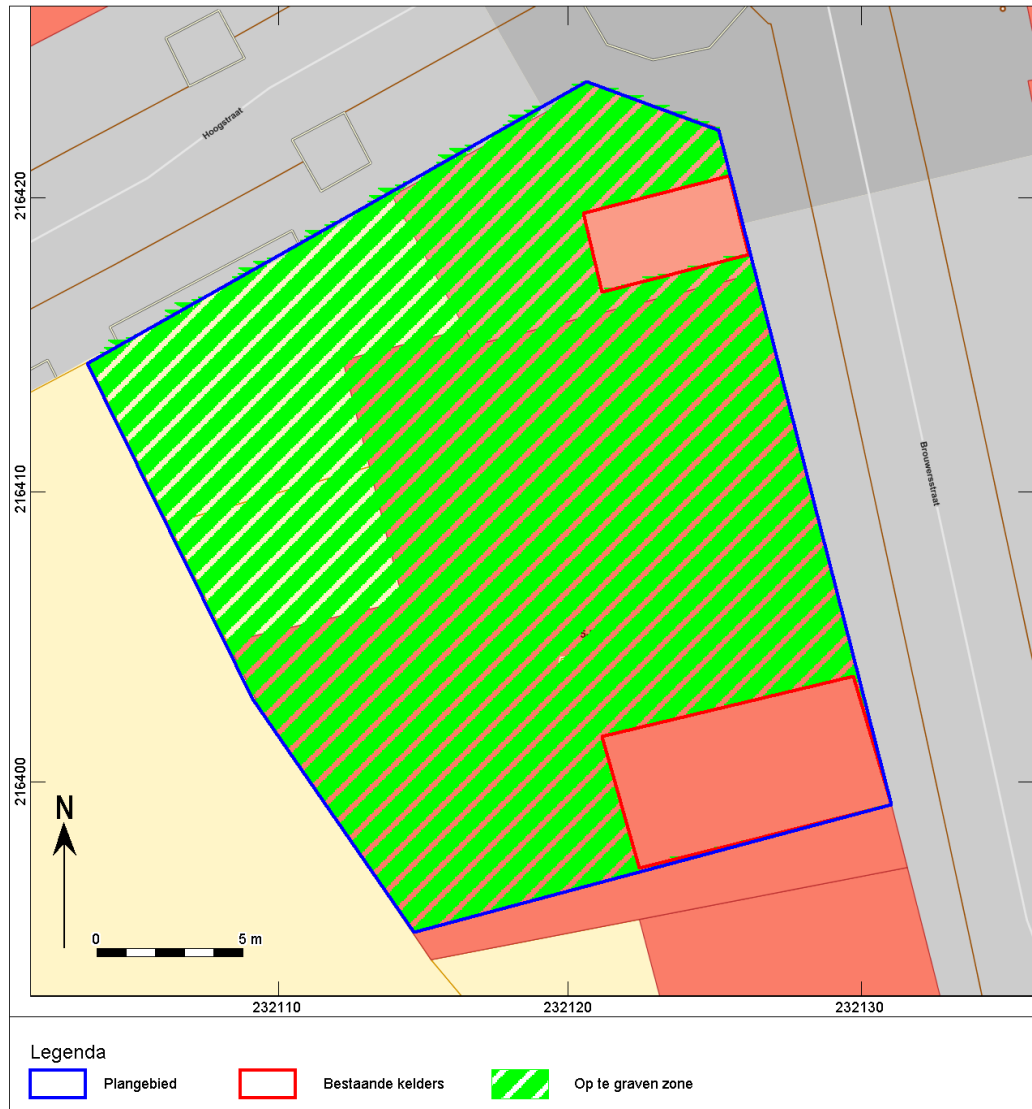 Hoogstraat
Brouwersstraat
216420
216410
216400
N
0 5 m
232110 232120 232130
Legenda
Plangebied Bestaande kelders Op te graven zone